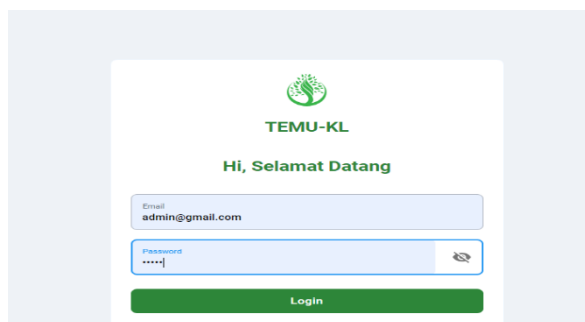 TEMU-KL
Hi, Selamat Datang
Email
admin@gmail.com
Password
•••••
Login